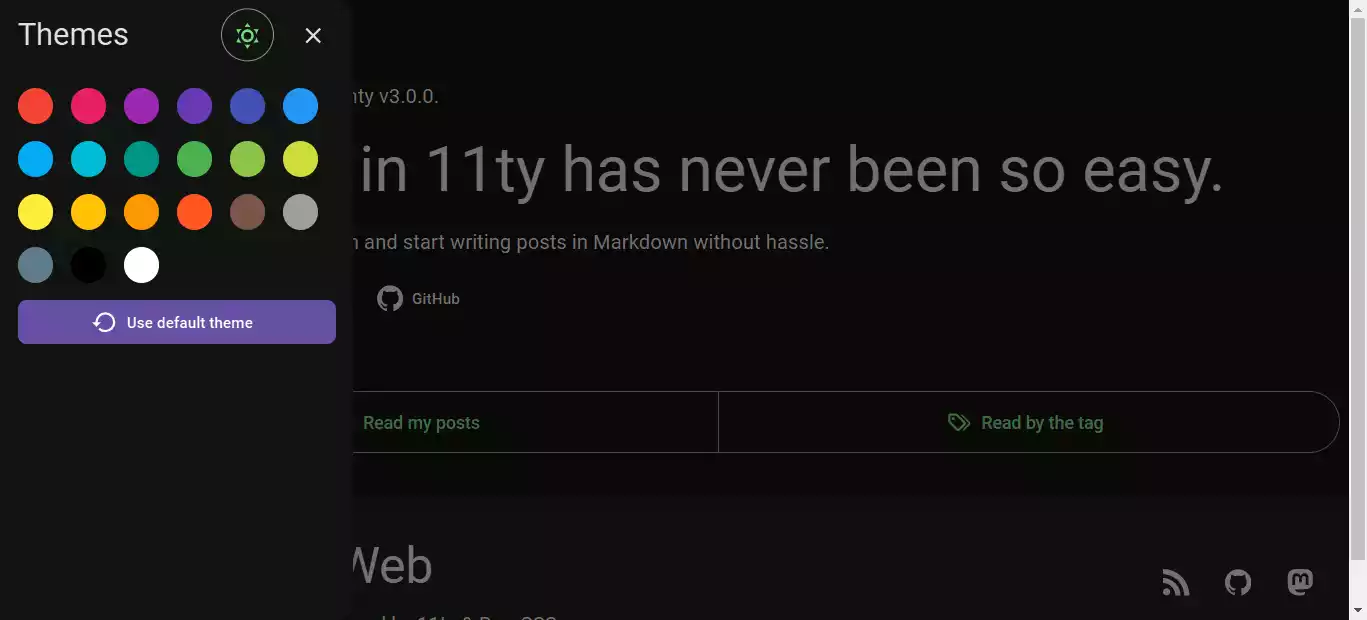 Themes
nty v3.0.0.
in 11ty has never been so easy.
and start writing posts in Markdown without hassle.
GitHub
Use default theme
Read my posts
Read by the tag
Web